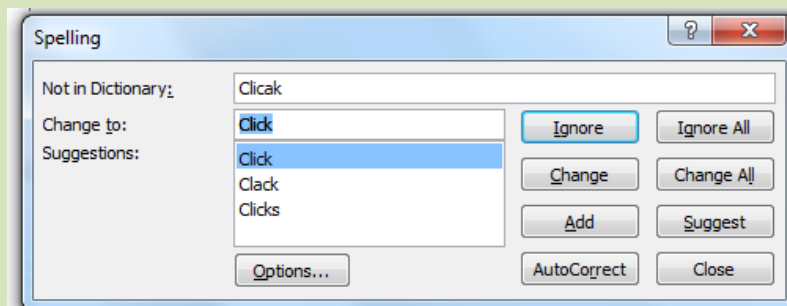 Spelling
Not in Dictionary: Clicak
Change to: Click Ignore Ignore All
Suggestions: Click Change Change All
Clack
Clicks Add Suggest
Options... AutoCorrect Close